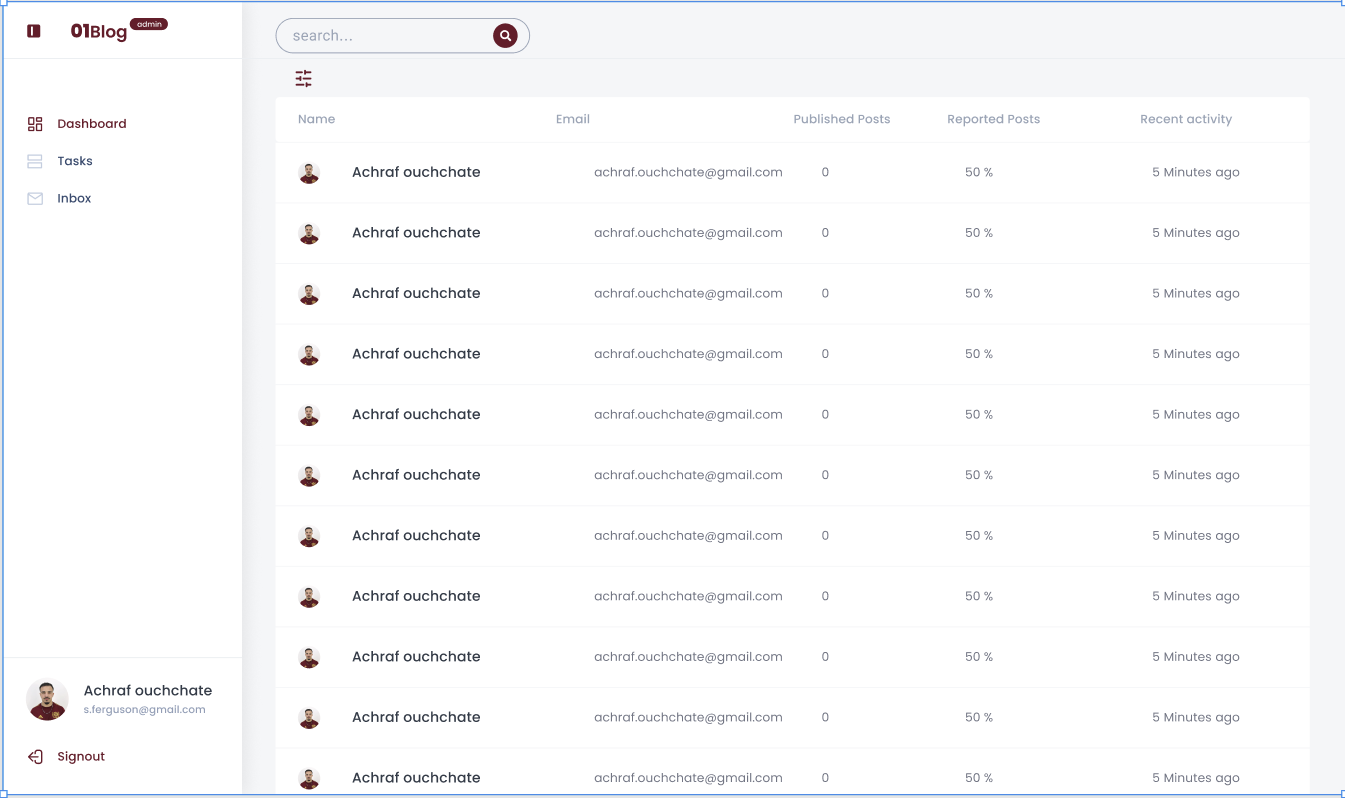 01Blog admin
search...
Dashboard
Tasks
Inbox
Name Email Published Posts Reported Posts Recent activity
Achraf ouchchate achraf.ouchchate@gmail.com 0 50 % 5 Minutes ago
Achraf ouchchate achraf.ouchchate@gmail.com 0 50 % 5 Minutes ago
Achraf ouchchate achraf.ouchchate@gmail.com 0 50 % 5 Minutes ago
Achraf ouchchate achraf.ouchchate@gmail.com 0 50 % 5 Minutes ago
Achraf ouchchate achraf.ouchchate@gmail.com 0 50 % 5 Minutes ago
Achraf ouchchate achraf.ouchchate@gmail.com 0 50 % 5 Minutes ago
Achraf ouchchate achraf.ouchchate@gmail.com 0 50 % 5 Minutes ago
Achraf ouchchate achraf.ouchchate@gmail.com 0 50 % 5 Minutes ago
Achraf ouchchate achraf.ouchchate@gmail.com 0 50 % 5 Minutes ago
Achraf ouchchate achraf.ouchchate@gmail.com 0 50 % 5 Minutes ago
Achraf ouchchate achraf.ouchchate@gmail.com 0 50 % 5 Minutes ago
Achraf ouchchate
s.ferguson@gmail.com
Signout